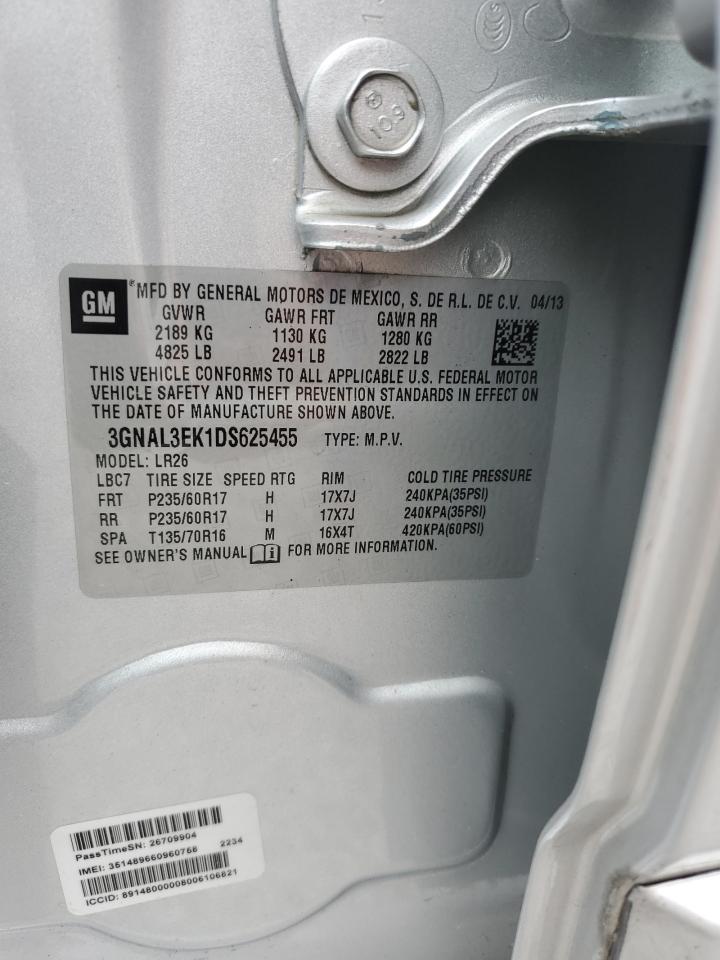 10.9
GM
® MFD BY GENERAL MOTORS DE MEXICO, S. DE R.L. DE C.V. 04/13
GVWR GAWR FRT GAWR RR
2189 KG 1130 KG 1280 KG
4825 LB 2491 LB 2822 LB
THIS VEHICLE CONFORMS TO ALL APPLICABLE U.S. FEDERAL MOTOR
VEHICLE SAFETY AND THEFT PREVENTION STANDARDS IN EFFECT ON
THE DATE OF MANUFACTURE SHOWN ABOVE.
3GNAL3EK1DS625455 TYPE: M.P.V.
MODEL: LR26
LBC7 TIRE SIZE SPEED RTG RIM COLD TIRE PRESSURE
FRT P235/60R17 H 17X7J 240KPA(35PSI)
RR P235/60R17 H 17X7J 240KPA(35PSI)
SPA T135/70R16 M 16X4T 420KPA(60PSI)
SEE OWNER'S MANUAL i FOR MORE INFORMATION.
PassTimeSN: 26709904
IMEI: 351489660960756 2234
ICCID: 89148000008006106821